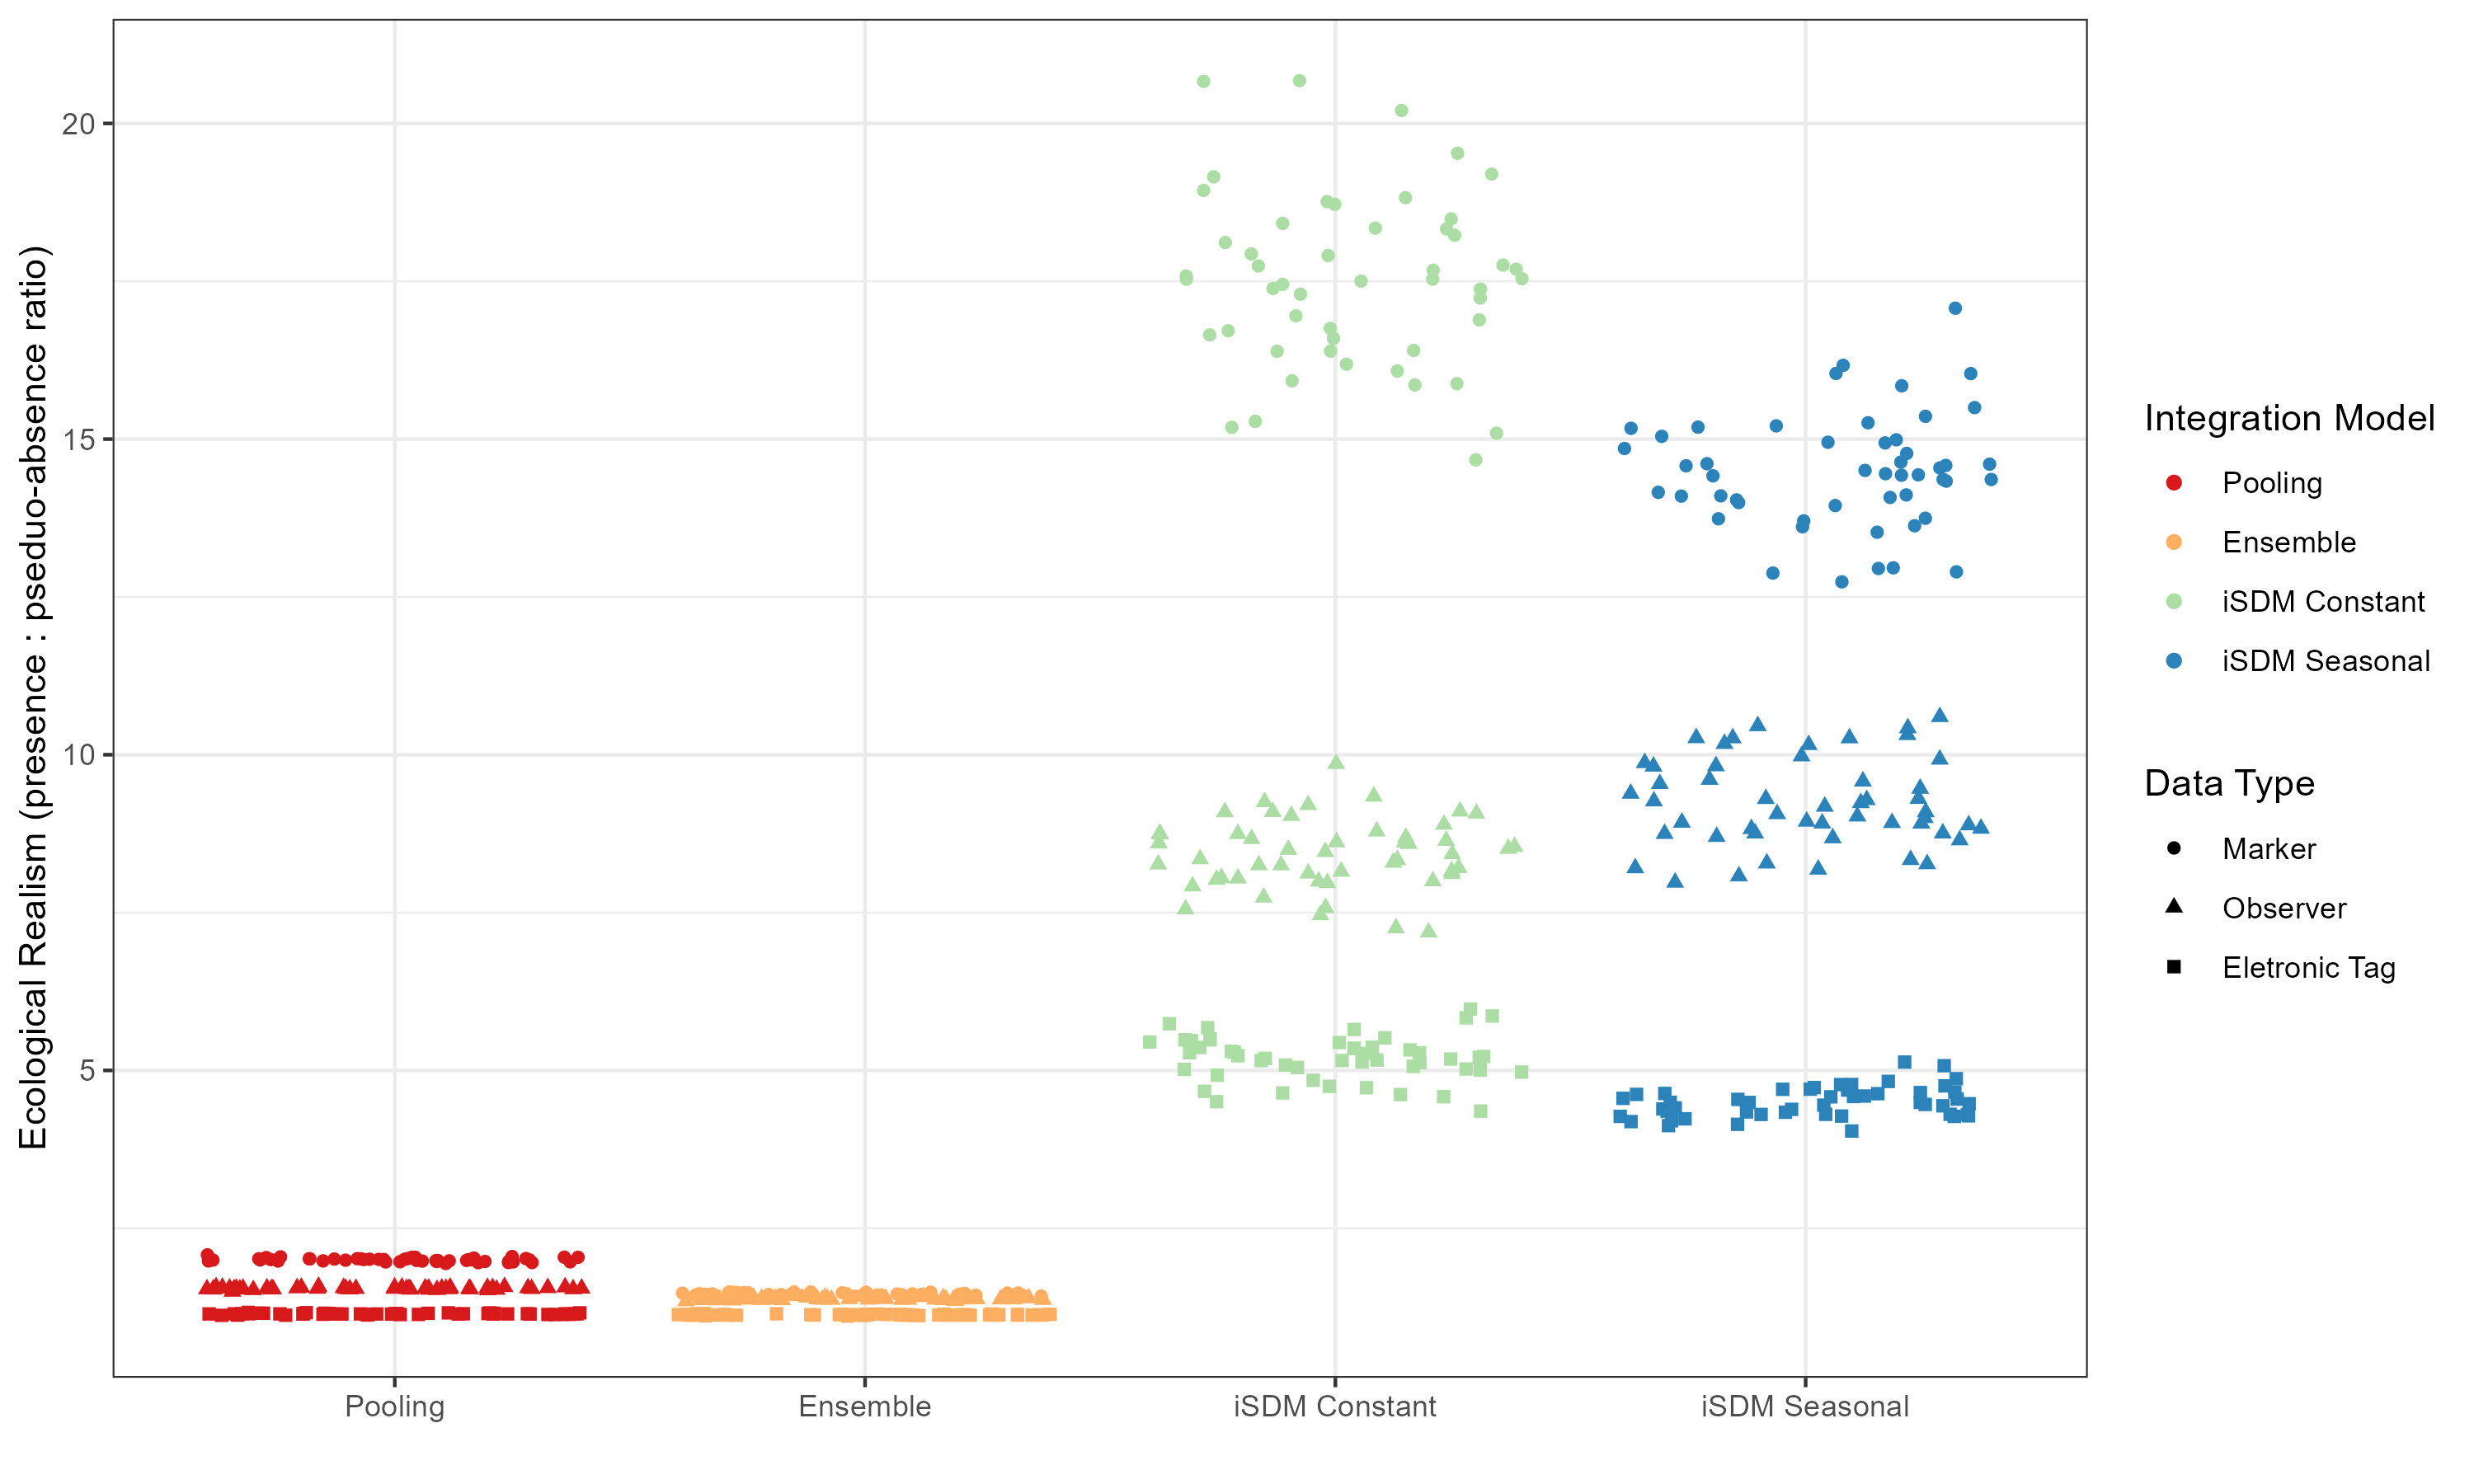 Ecological Realism (presence : pseduo-absence ratio)
20
15
10
5
Pooling
Ensemble
iSDM Constant
iSDM Seasonal
Integration Model
Pooling
Ensemble
iSDM Constant
iSDM Seasonal
Data Type
Marker
Observer
Eletronic Tag